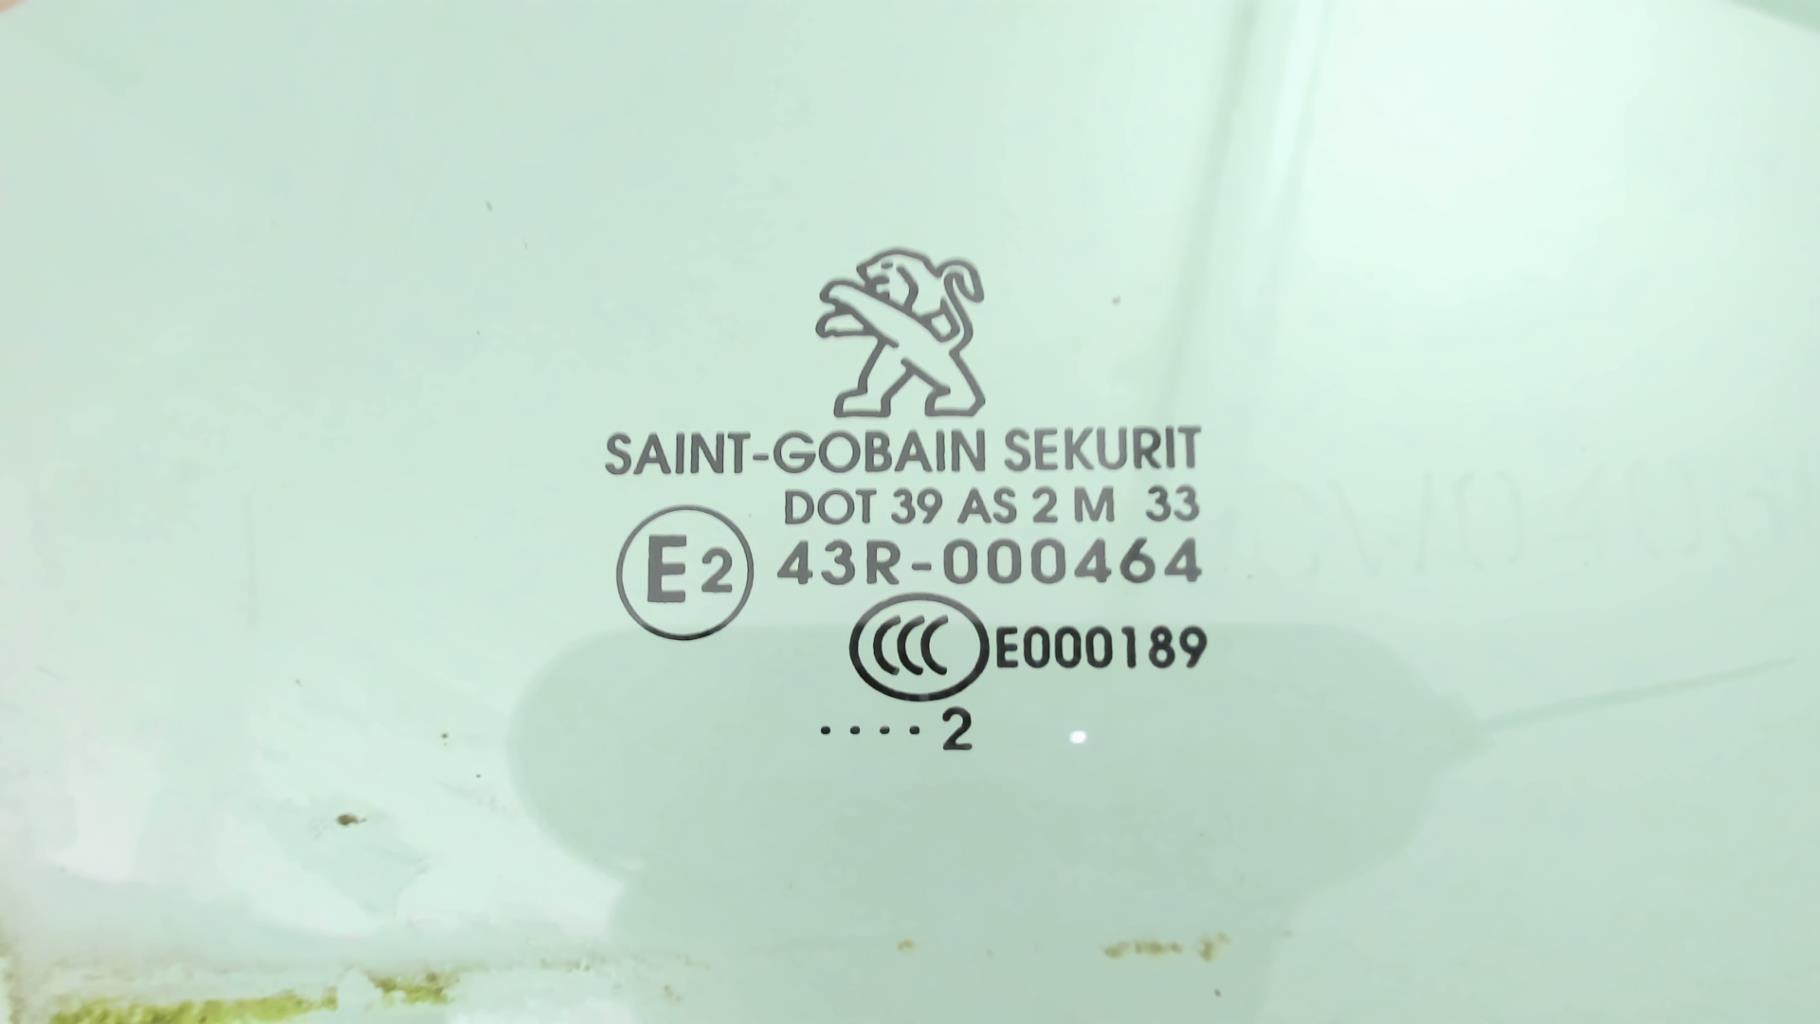 SAINT-GOBAIN SEKURIT
DOT 39 AS 2 M 33
E2 43R-000464
CCC E000189
....2